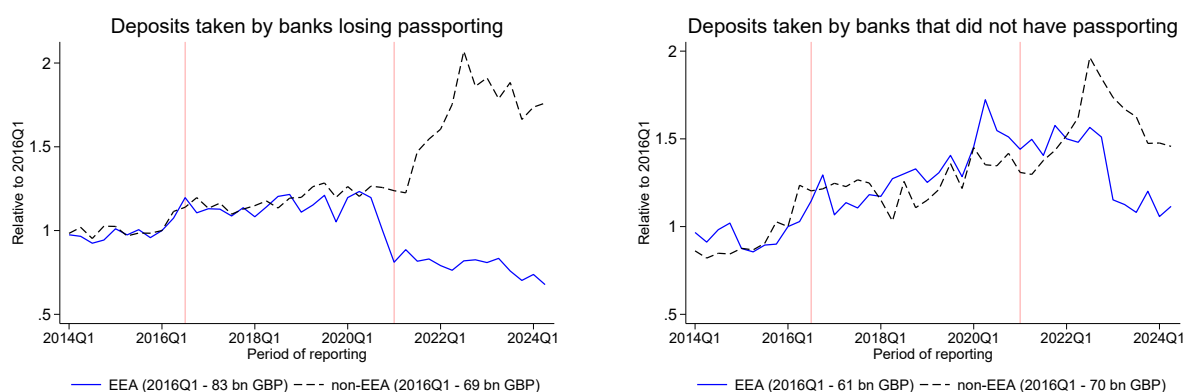 Deposits taken by banks losing passporting
Relative to 2016Q1
2
1.5
1
.5
2014Q1 2016Q1 2018Q1 2020Q1 2022Q1 2024Q1
Period of reporting
EEA (2016Q1 - 83 bn GBP) non-EEA (2016Q1 - 69 bn GBP)
Deposits taken by banks that did not have passporting
Relative to 2016Q1
2
1.5
1
.5
2014Q1 2016Q1 2018Q1 2020Q1 2022Q1 2024Q1
Period of reporting
EEA (2016Q1 - 61 bn GBP) non-EEA (2016Q1 - 70 bn GBP)